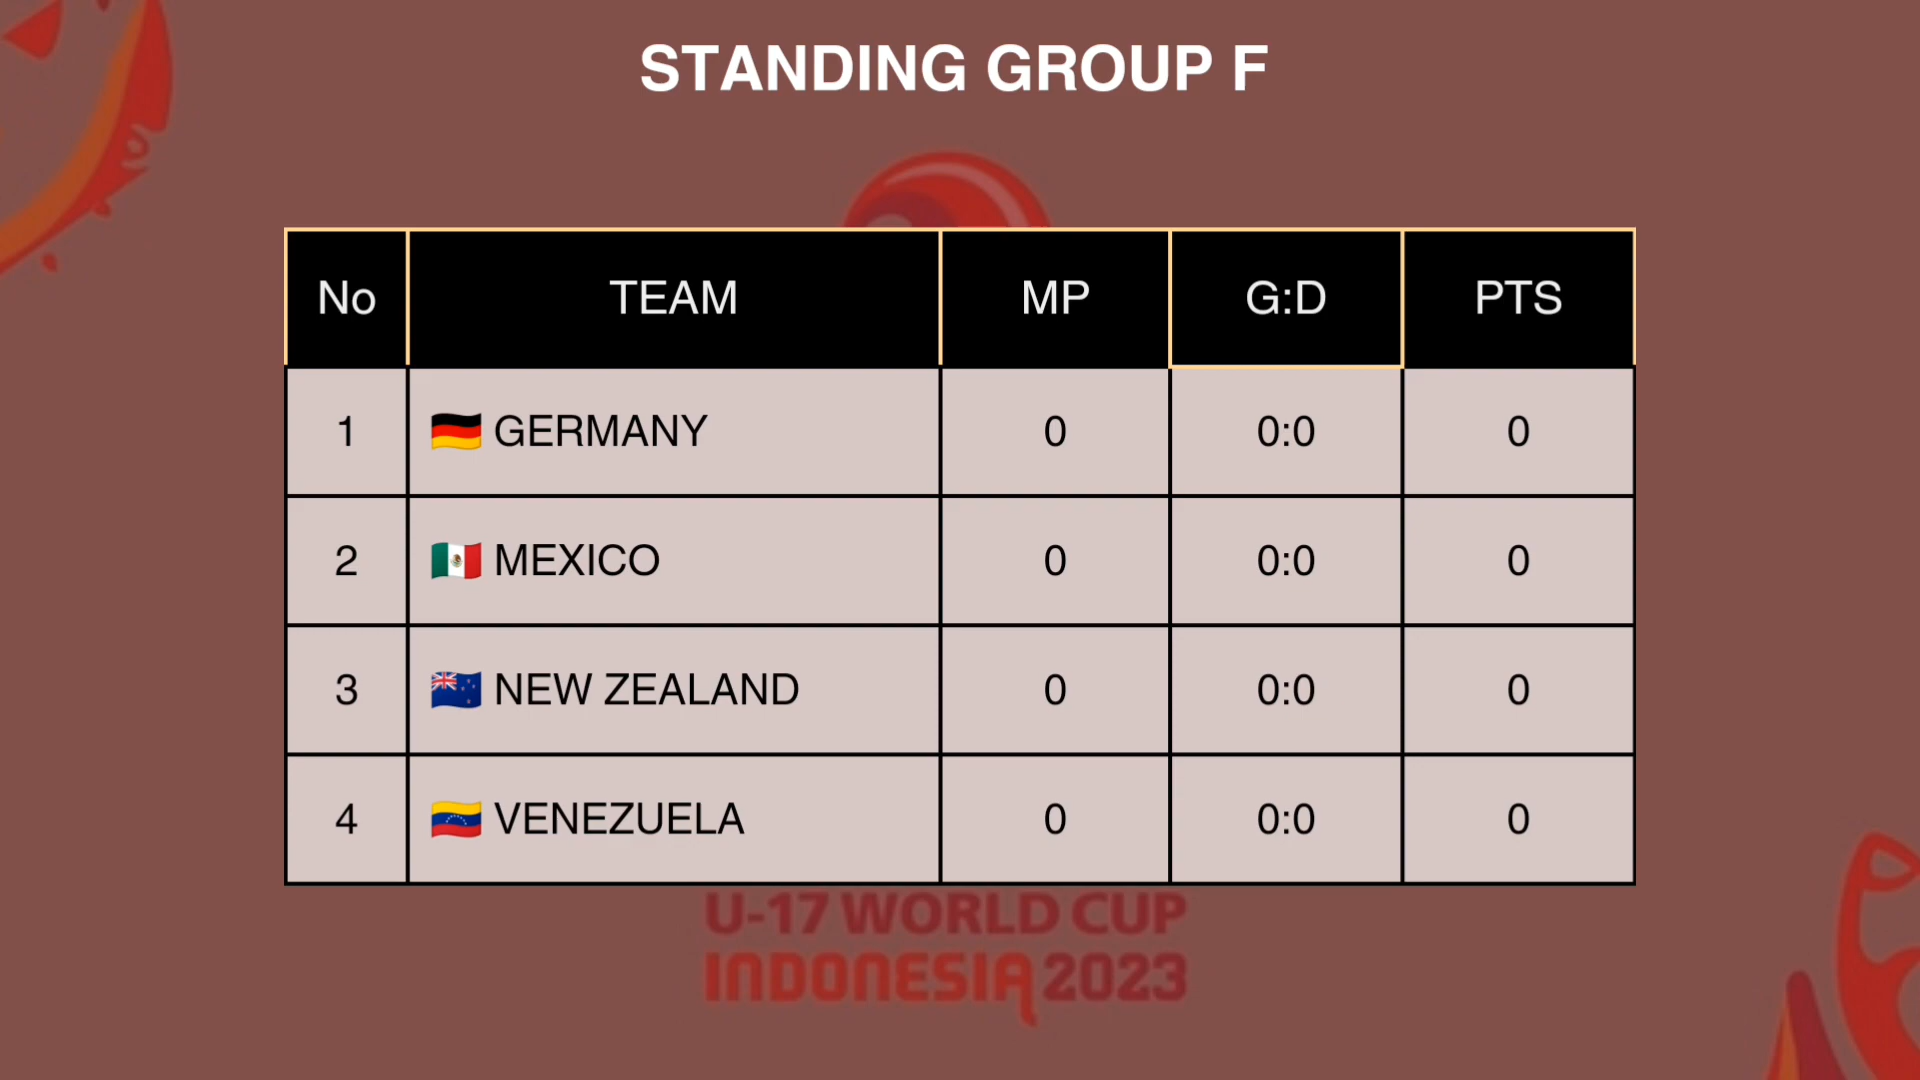 STANDING GROUP F
No TEAM MP G:D PTS
1 GERMANY 0 0:0 0
2 MEXICO 0 0:0 0
3 NEW ZEALAND 0 0:0 0
4 VENEZUELA 0 0:0 0
U-17 WORLD CUP
INDONESIA 2023